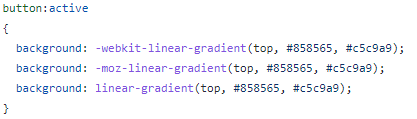 button:active
{
  background: -webkit-linear-gradient(top, #858565, #c5c9a9);
  background: -moz-linear-gradient(top, #858565, #c5c9a9);
  background: linear-gradient(top, #858565, #c5c9a9);
}